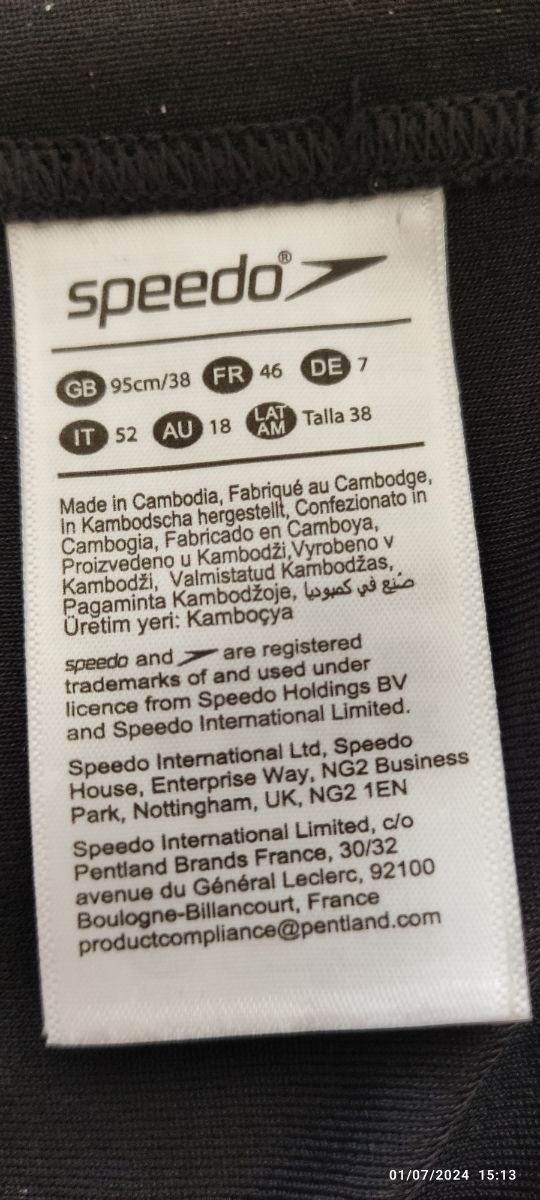 speedo®
GB 95cm/38 FR 46 DE 7
IT 52 AU 18 LAT AM Talla 38
Made in Cambodia, Fabriqué au Cambodge,
In Kambodscha hergestellt, Confezionato in
Cambogia, Fabricado en Camboya,
Proizvedeno u Kambodži,Vyrobeno v
Kambodži, Valmistatud Kambodžas,
Pagaminta Kambodžoje, صُنع في كمبوديا
Üretim yeri: Kamboçya
speedo and are registered
trademarks of and used under
licence from Speedo Holdings BV
and Speedo International Limited.
Speedo International Ltd, Speedo
House, Enterprise Way, NG2 Business
Park, Nottingham, UK, NG2 1EN
Speedo International Limited, c/o
Pentland Brands France, 30/32
avenue du Général Leclerc, 92100
Boulogne-Billancourt, France
productcompliance@pentland.com
01/07/2024 15:13